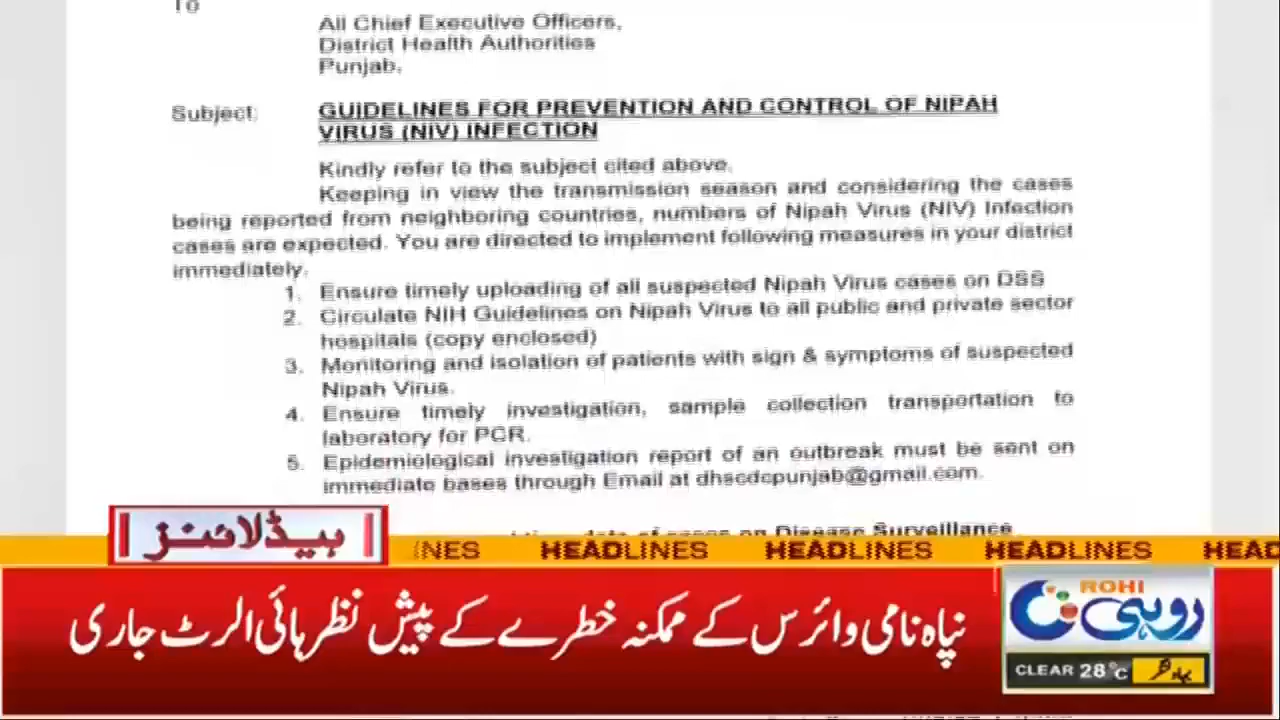 To
All Chief Executive Officers,
District Health Authorities
Punjab.
Subject: GUIDELINES FOR PREVENTION AND CONTROL OF NIPAH
VIRUS (NIV) INFECTION
Kindly refer to the subject cited above.
Keeping in view the transmission season and considering the cases
being reported from neighboring countries, numbers of Nipah Virus (NIV) Infection
cases are expected. You are directed to implement following measures in your district
immediately.
1. Ensure timely uploading of all suspected Nipah Virus cases on DSS
2. Circulate NIH Guidelines on Nipah Virus to all public and private sector
hospitals (copy enclosed)
3. Monitoring and isolation of patients with sign & symptoms of suspected
Nipah Virus.
4. Ensure timely investigation, sample collection transportation to
laboratory for PCR.
5. Epidemiological investigation report of an outbreak must be sent on
immediate bases through Email at dhscdcpunjab@gmail.com.
date of cases on Disease Surveillance
ہیڈلائنز
INES HEADLINES HEADLINES HEADLINES HEAD
نپاہ نامی وائرس کے ممکنہ خطرے کے پیش نظر ہائی الرٹ جاری
ROHI
روہی
CLEAR 28°C